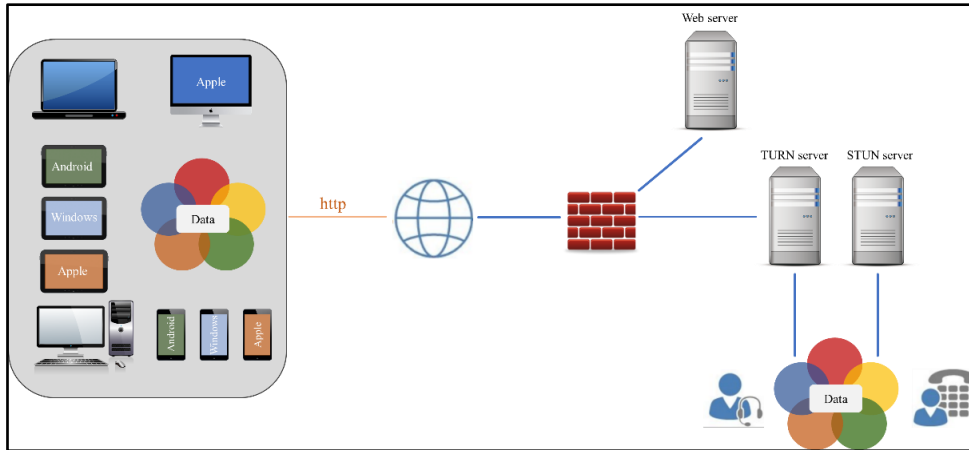 Web server
Apple
TURN server
STUN server
Android
Windows
Data
http
Apple
Android
Windows
Apple
Data